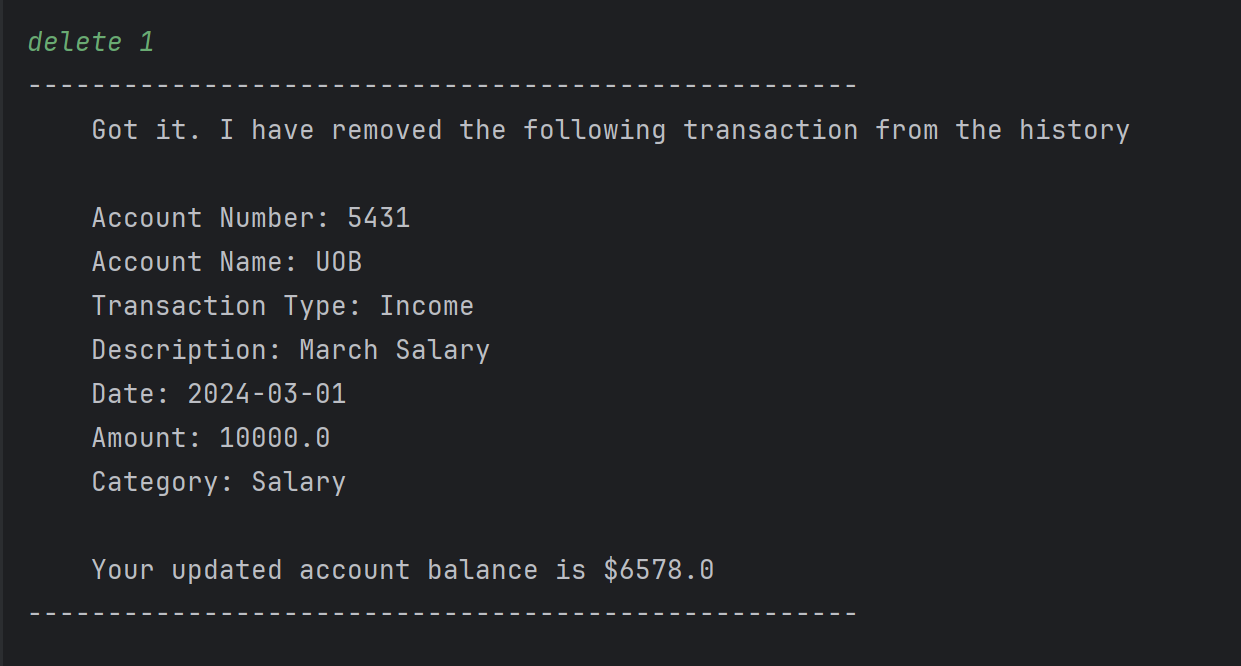 delete 1
----------------------------------------------------
Got it. I have removed the following transaction from the history
Account Number: 5431
Account Name: UOB
Transaction Type: Income
Description: March Salary
Date: 2024-03-01
Amount: 10000.0
Category: Salary
Your updated account balance is $6578.0
----------------------------------------------------